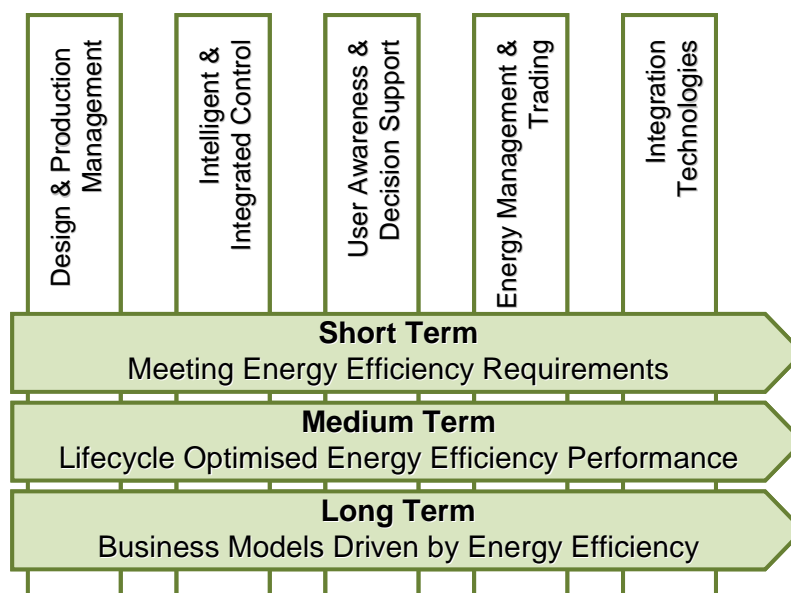 Design & Production
Management
Intelligent &
Integrated Control
User Awareness &
Decision Support
Energy Management &
Trading
Integration
Technologies
Short Term
Meeting Energy Efficiency Requirements
Medium Term
Lifecycle Optimised Energy Efficiency Performance
Long Term
Business Models Driven by Energy Efficiency